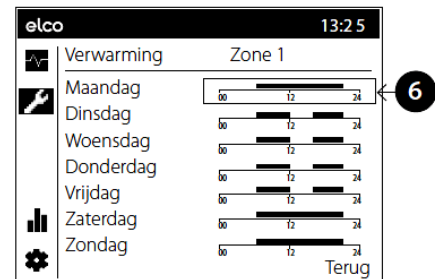 elco 13:25
Verwarming Zone 1
Maandag 00 12 24 6
Dinsdag 00 12 24
Woensdag 00 12 24
Donderdag 00 12 24
Vrijdag 00 12 24
Zaterdag 00 12 24
Zondag 00 12 24
Terug